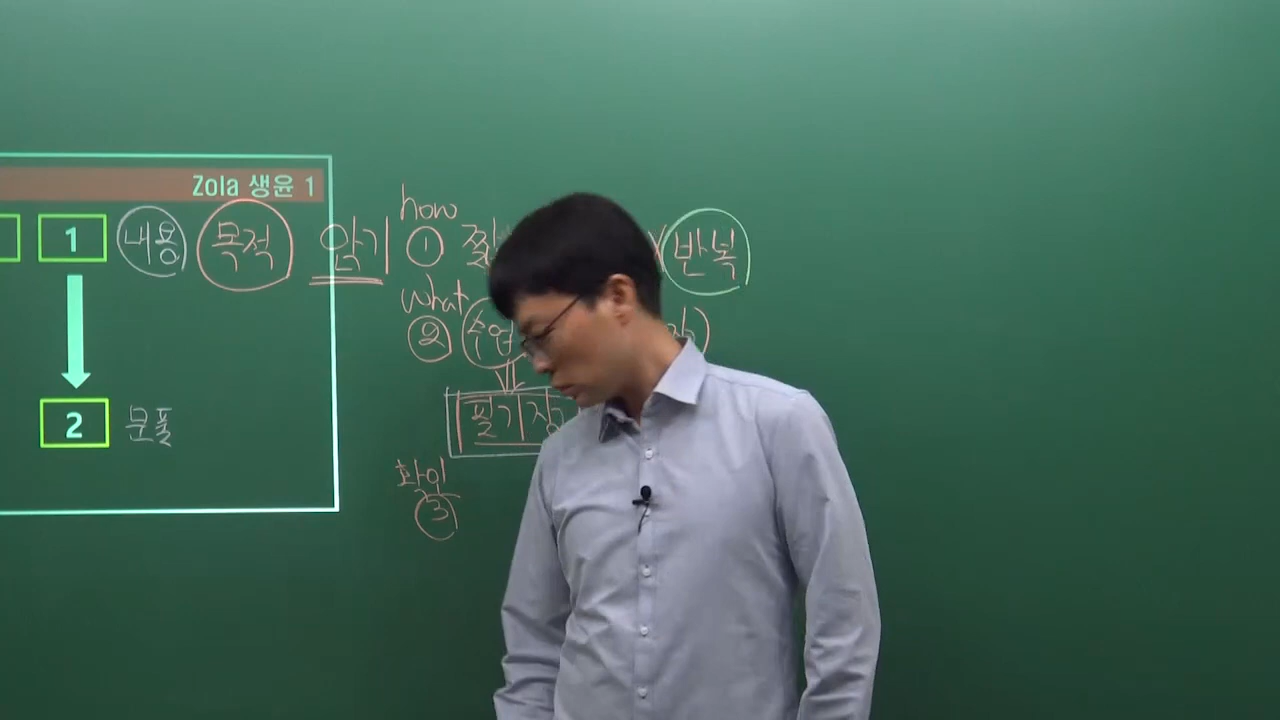 Zola 생윤 1
how
1 내용 목적 암기 ① 반복
what
② 수업
필기장
2 문풀
확인
③